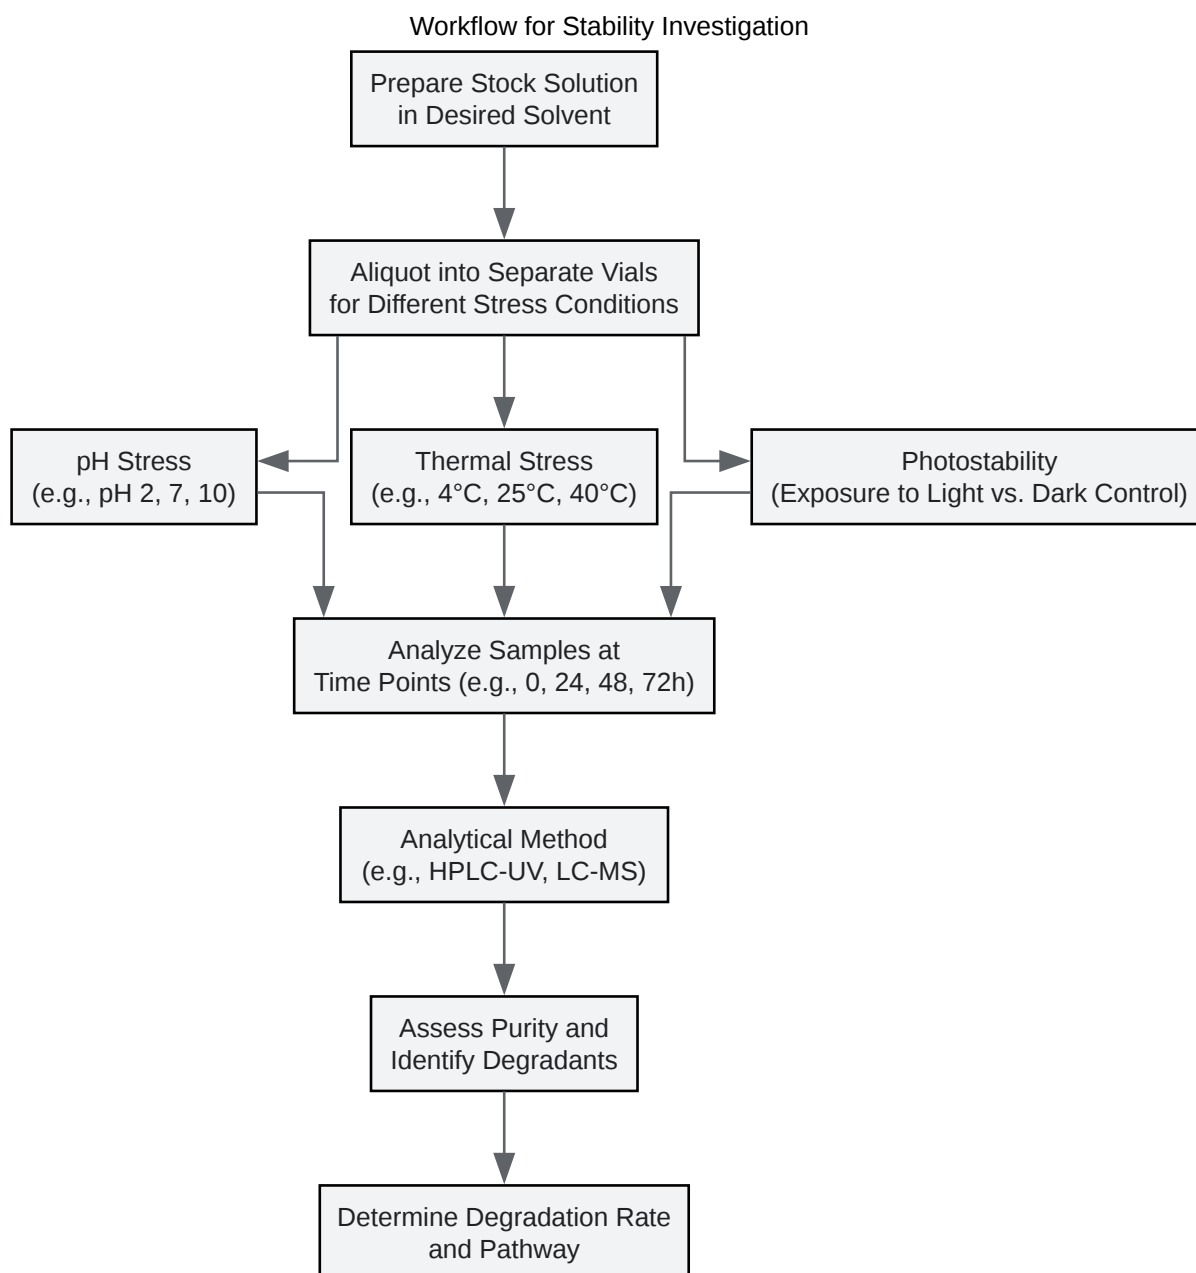 Workflow for Stability Investigation
Prepare Stock Solution
in Desired Solvent
Aliquot into Separate Vials
for Different Stress Conditions
pH Stress
(e.g., pH 2, 7, 10)
Thermal Stress
(e.g., 4°C, 25°C, 40°C)
Photostability
(Exposure to Light vs. Dark Control)
Analyze Samples at
Time Points (e.g., 0, 24, 48, 72h)
Analytical Method
(e.g., HPLC-UV, LC-MS)
Assess Purity and
Identify Degradants
Determine Degradation Rate
and Pathway